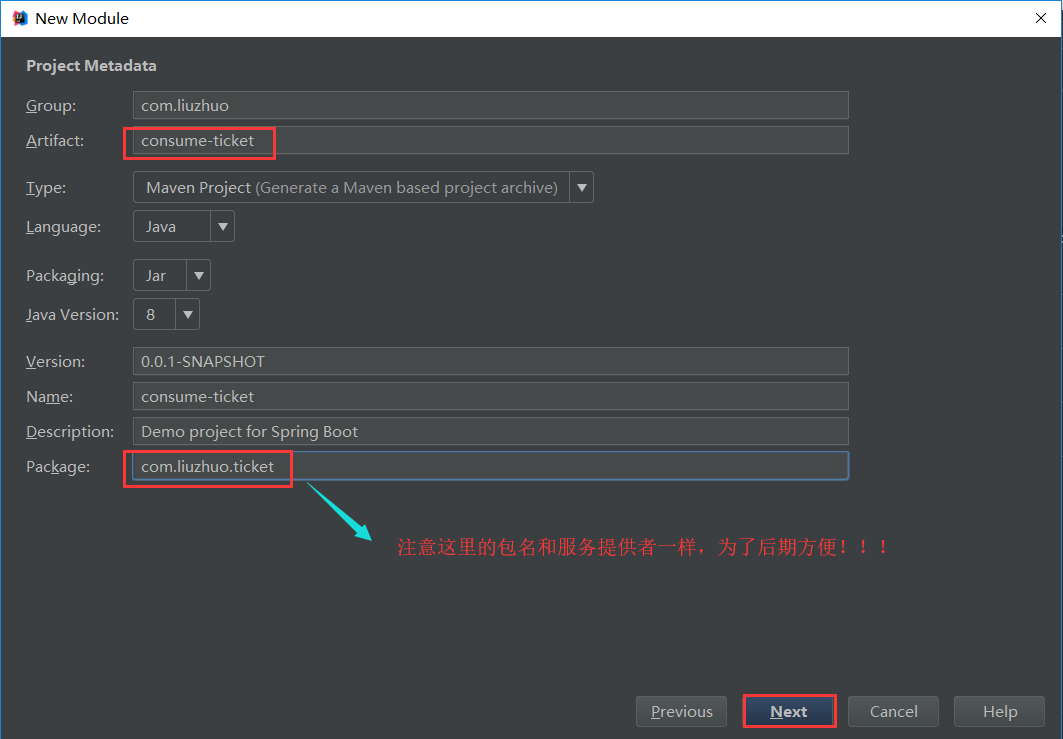 New Module
Project Metadata
Group: com.liuzhuo
Artifact: consume-ticket
Type: Maven Project (Generate a Maven based project archive)
Language: Java
Packaging: Jar
Java Version: 8
Version: 0.0.1-SNAPSHOT
Name: consume-ticket
Description: Demo project for Spring Boot
Package: com.liuzhuo.ticket
注意这里的包名和服务提供者一样，为了后期方便！！！
Previous Next Cancel Help